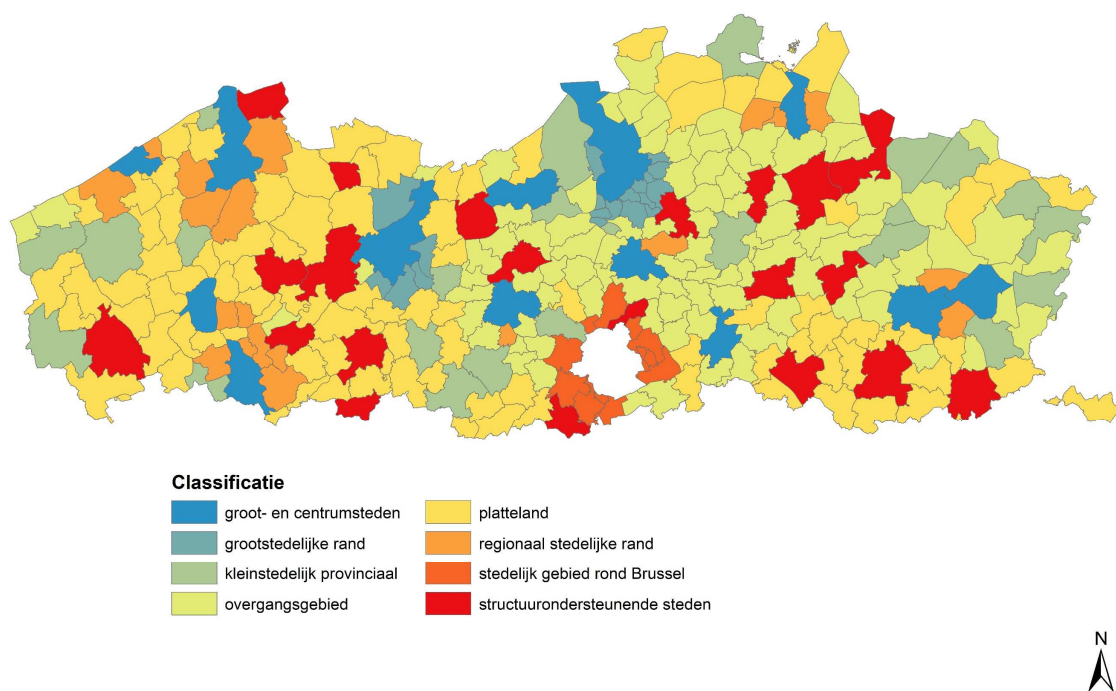 Classificatie
groot- en centrumsteden
grootstedelijke rand
kleinstedelijk provinciaal
overgangsgebied
platteland
regionaal stedelijke rand
stedelijk gebied rond Brussel
structuurondersteunende steden
N